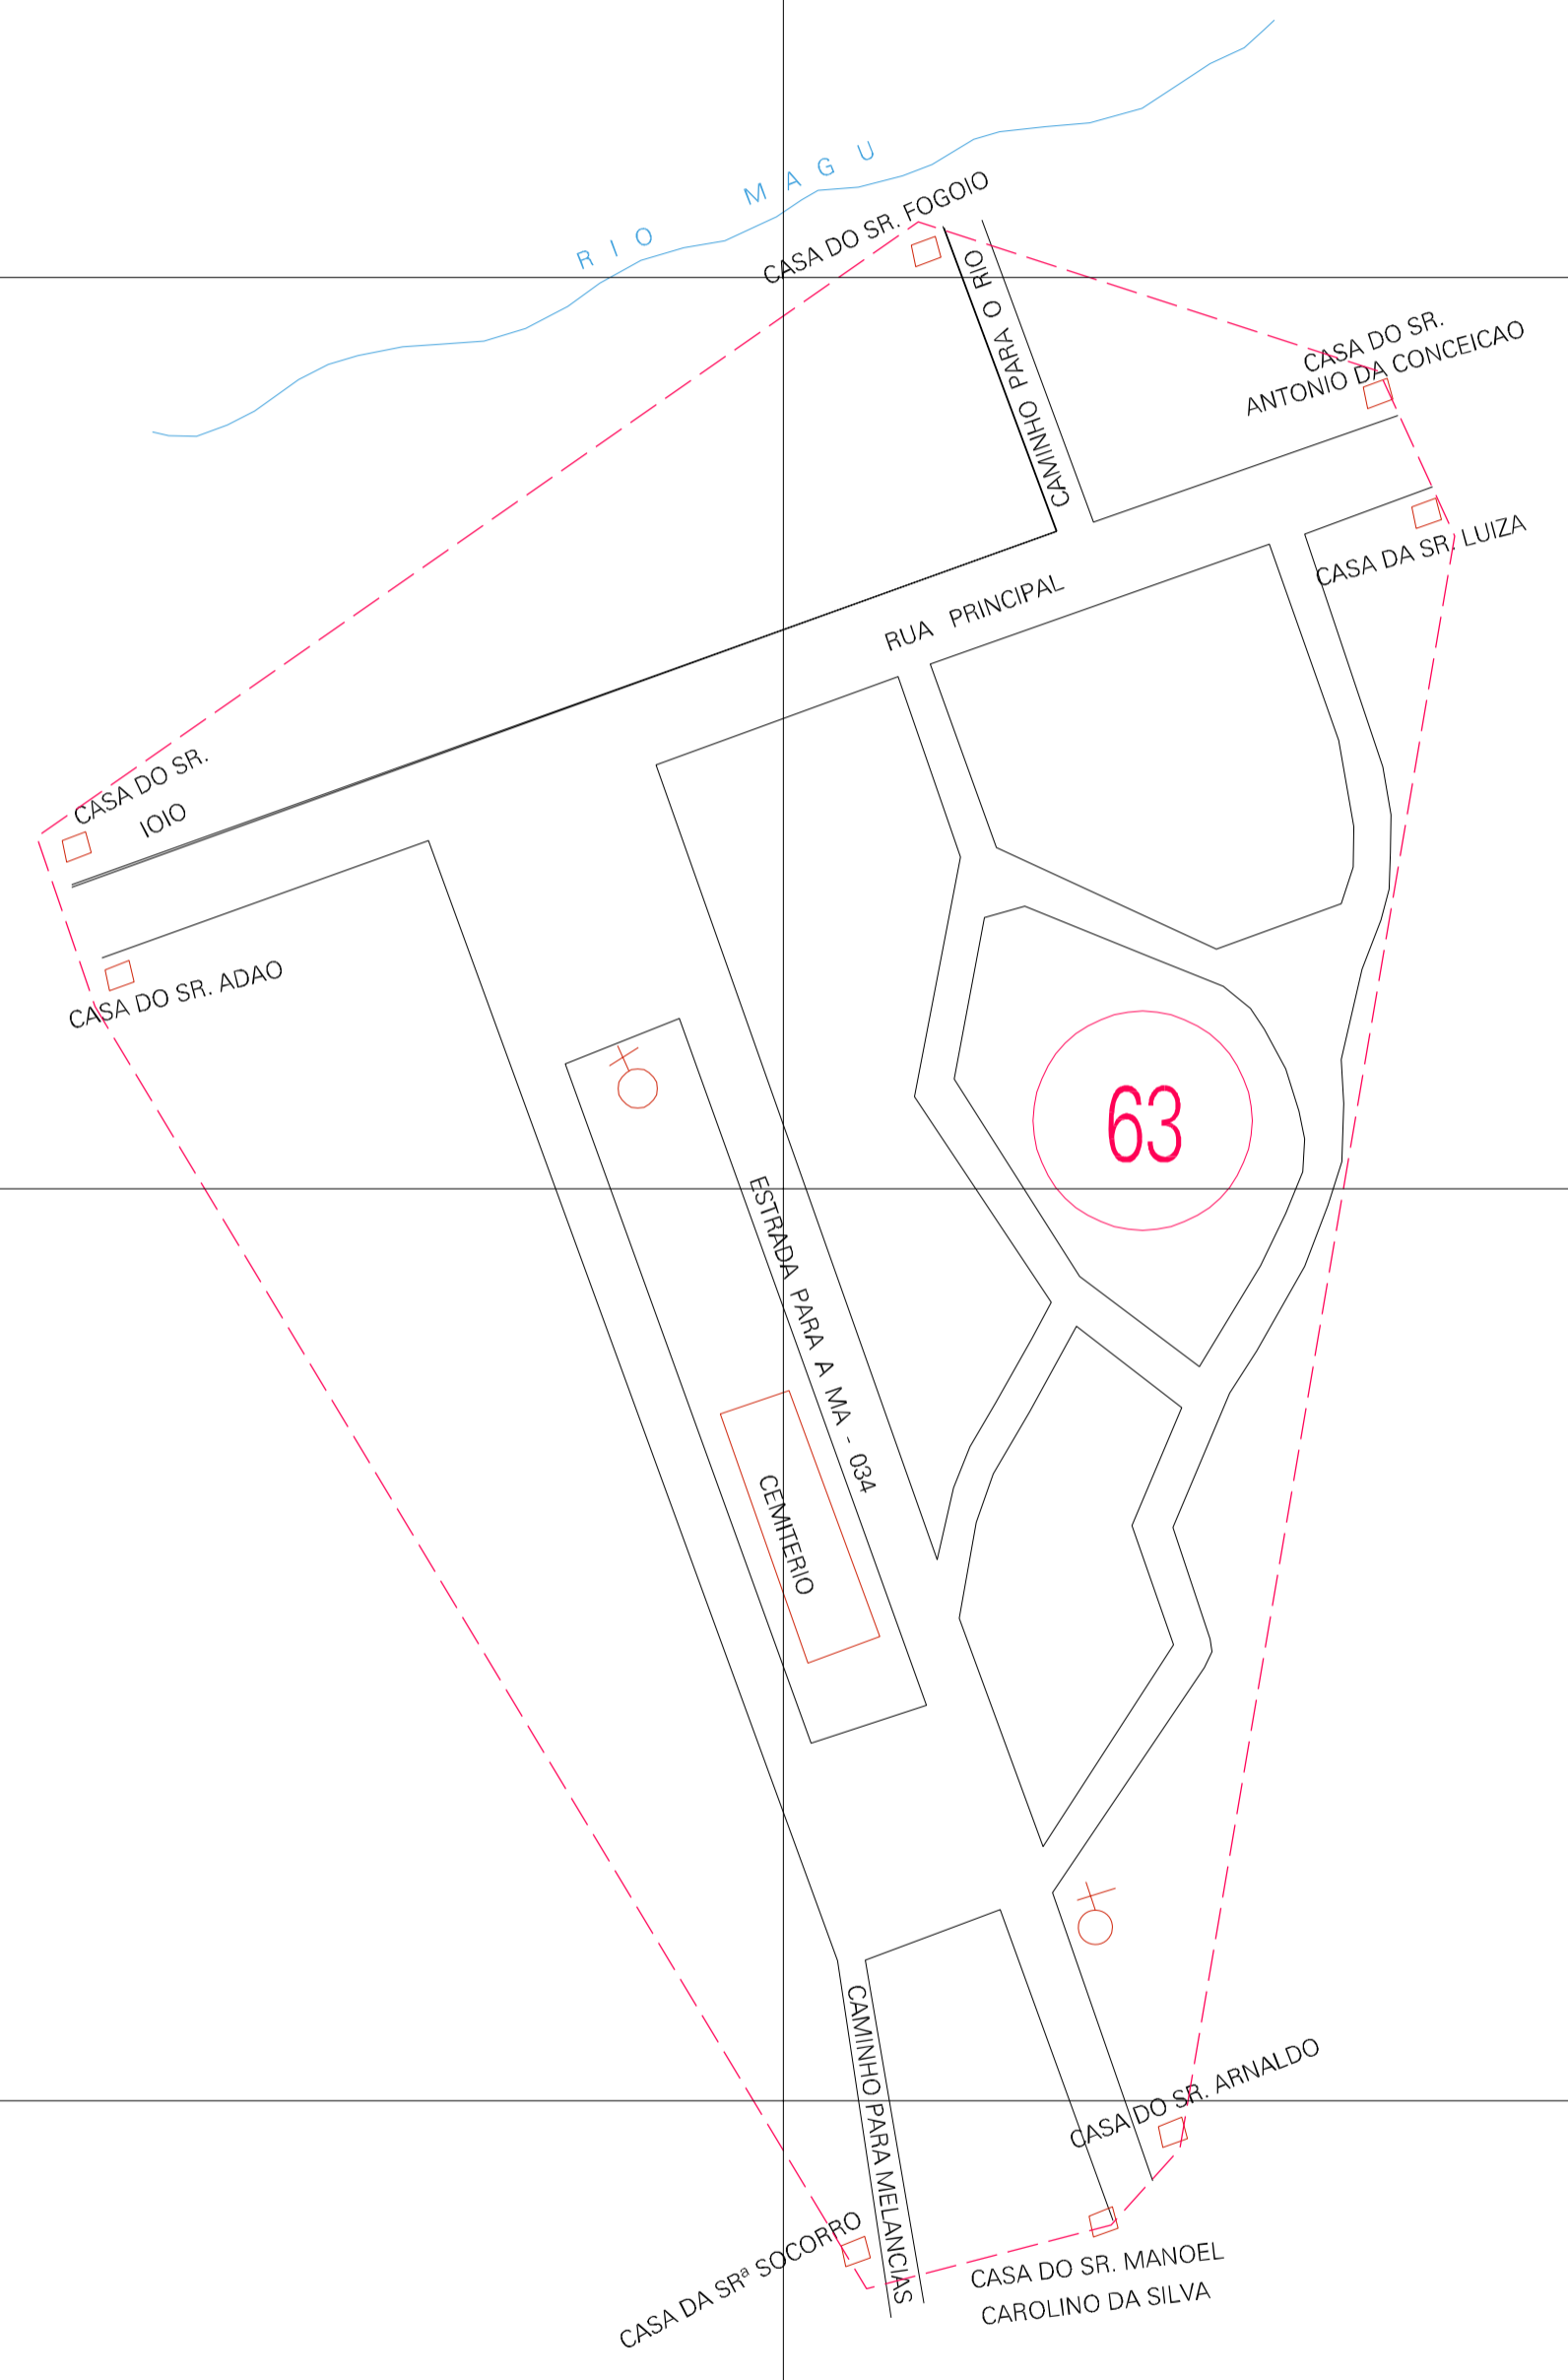 RIO MAGU
CASA DO SR. FOGOIO
CAMINHO PARA O RIO
CASA DO SR.
ANTONIO DA CONCEICAO
CASA DA SR. LUIZA
RUA PRINCIPAL
CASA DO SR.
IOIO
CASA DO SR. ADAO
63
ESTRADA PARA A MA - 034
CEMITERIO
CAMINHO PARA MELANCIAS
CASA DO SR. ARNALDO
CASA DA SRª SOCORRO
CASA DO SR. MANOEL
CAROLINO DA SILVA